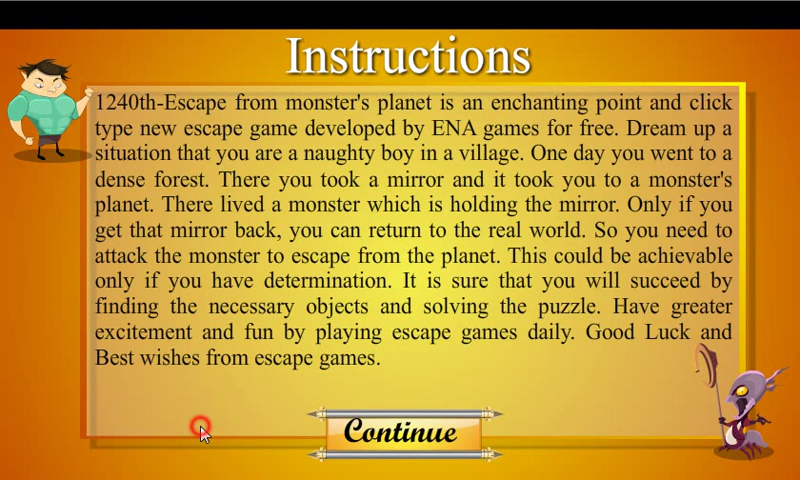 Instructions
1240th-Escape from monster's planet is an enchanting point and click
type new escape game developed by ENA games for free. Dream up a
situation that you are a naughty boy in a village. One day you went to a
dense forest. There you took a mirror and it took you to a monster's
planet. There lived a monster which is holding the mirror. Only if you
get that mirror back, you can return to the real world. So you need to
attack the monster to escape from the planet. This could be achievable
only if you have determination. It is sure that you will succeed by
finding the necessary objects and solving the puzzle. Have greater
excitement and fun by playing escape games daily. Good Luck and
Best wishes from escape games.
Continue